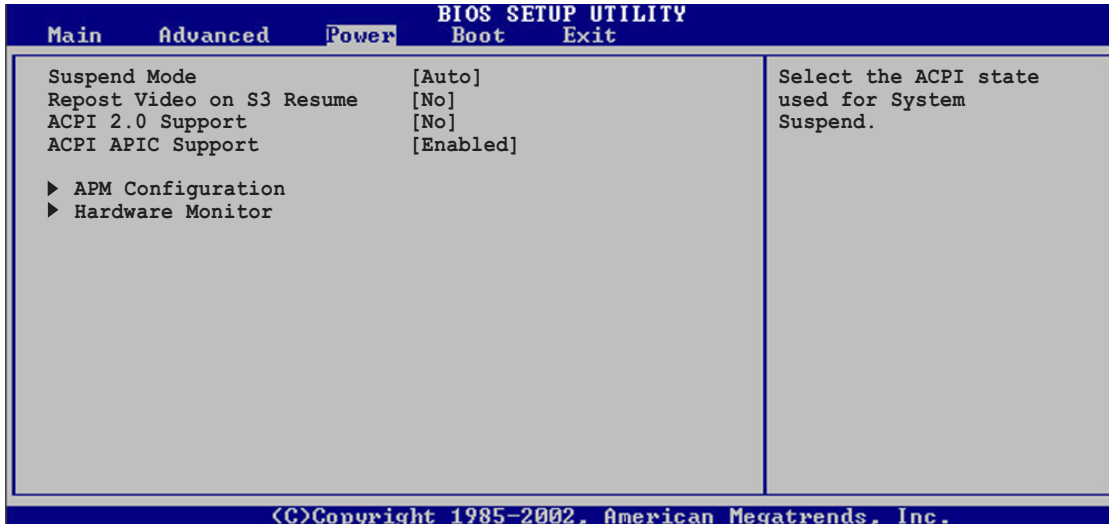 BIOS SETUP UTILITY
Main Advanced Power Boot Exit
Suspend Mode [Auto]
Repost Video on S3 Resume [No]
ACPI 2.0 Support [No]
ACPI APIC Support [Enabled]
APM Configuration
Hardware Monitor
Select the ACPI state
used for System
Suspend.
(C)Copyright 1985-2002, American Megatrends, Inc.